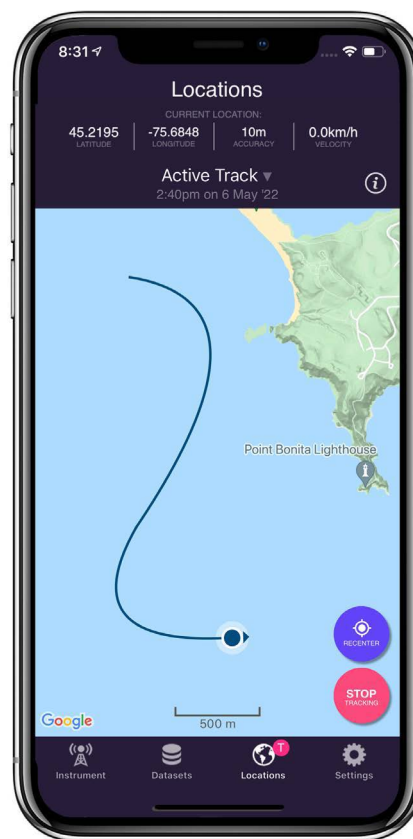 8:31
Locations
CURRENT LOCATION:
45.2195 -75.6848 10m 0.0km/h
LATITUDE LONGITUDE ACCURACY VELOCITY
Active Track ▼
2:40pm on 6 May '22
i
Point Bonita Lighthouse
RECENTER
STOP
TRACKING
Google
500 m
T
Instrument Datasets Locations Settings